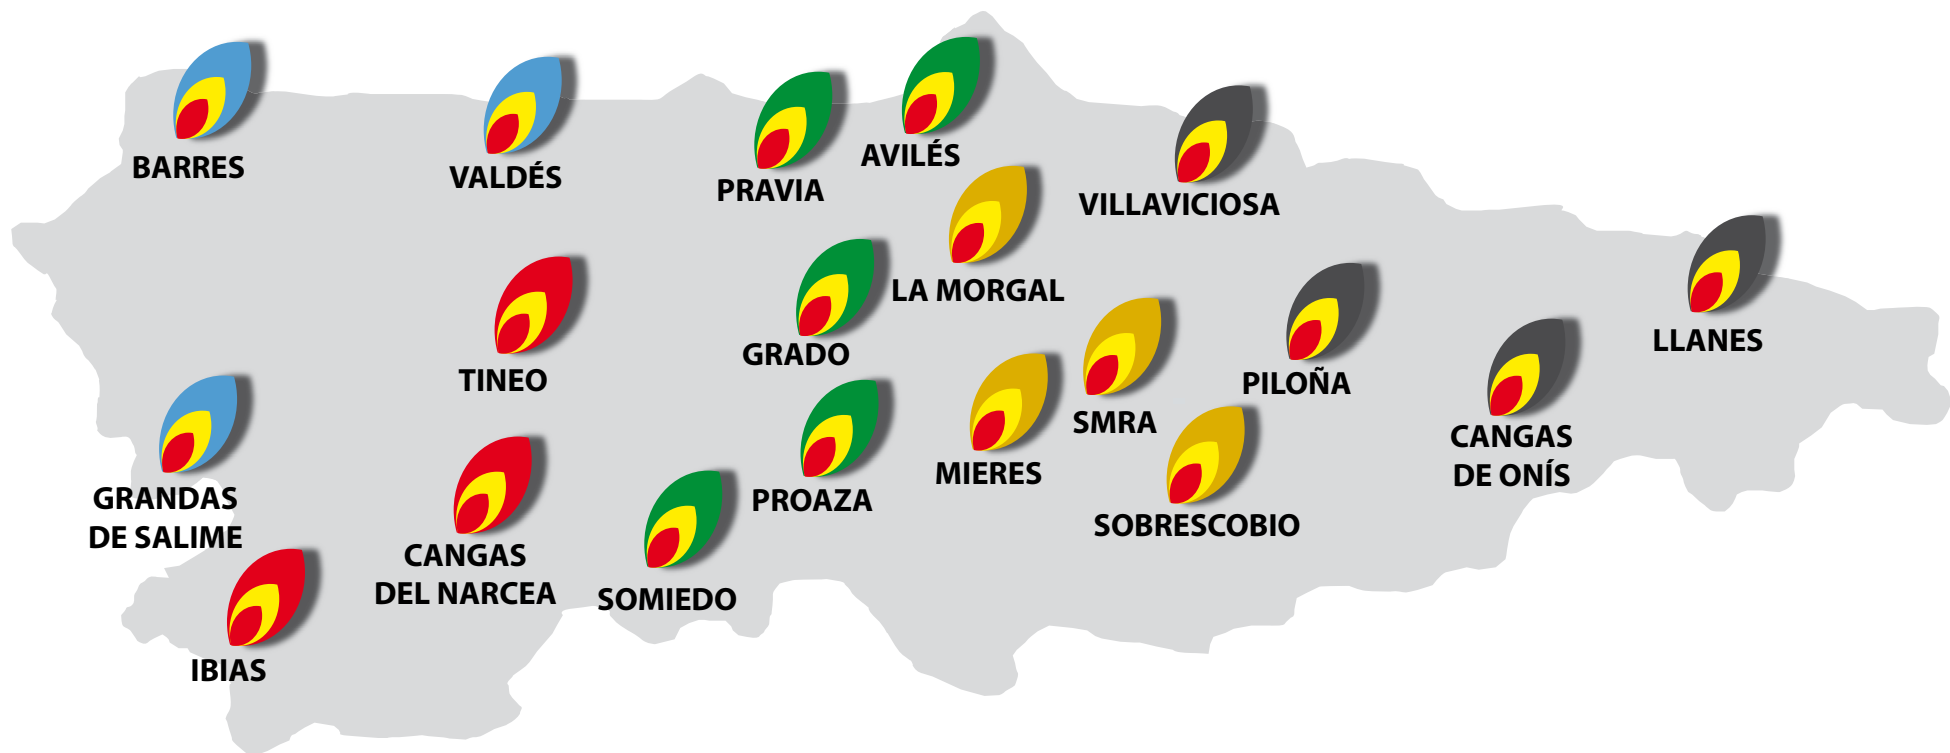 BARRES
VALDÉS
PRAVIA
AVILÉS
VILLAVICIOSA
LA MORGAL
LLANES
TINEO
GRADO
PILOÑA
SMRA
CANGAS
DE ONÍS
MIERES
PROAZA
SOBRESCOBIO
GRANDAS
DE SALIME
CANGAS
DEL NARCEA
SOMIEDO
IBIAS